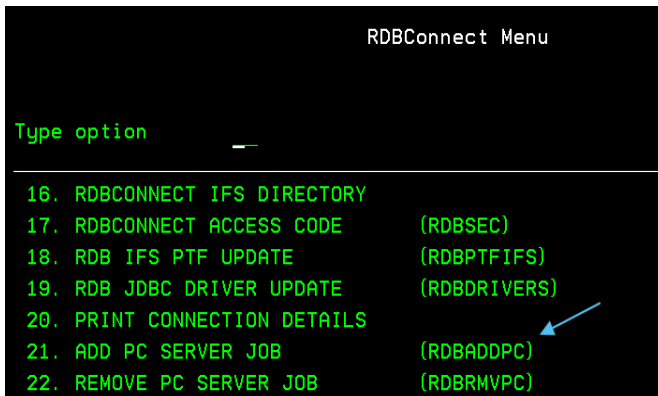 RDBConnect Menu
Type option __
16. RDBCONNECT IFS DIRECTORY
17. RDBCONNECT ACCESS CODE (RDBSEC)
18. RDB IFS PTF UPDATE (RDBPTFIFS)
19. RDB JDBC DRIVER UPDATE (RDBDRIVERS)
20. PRINT CONNECTION DETAILS
21. ADD PC SERVER JOB (RDBADDPC)
22. REMOVE PC SERVER JOB (RDBRMVPC)